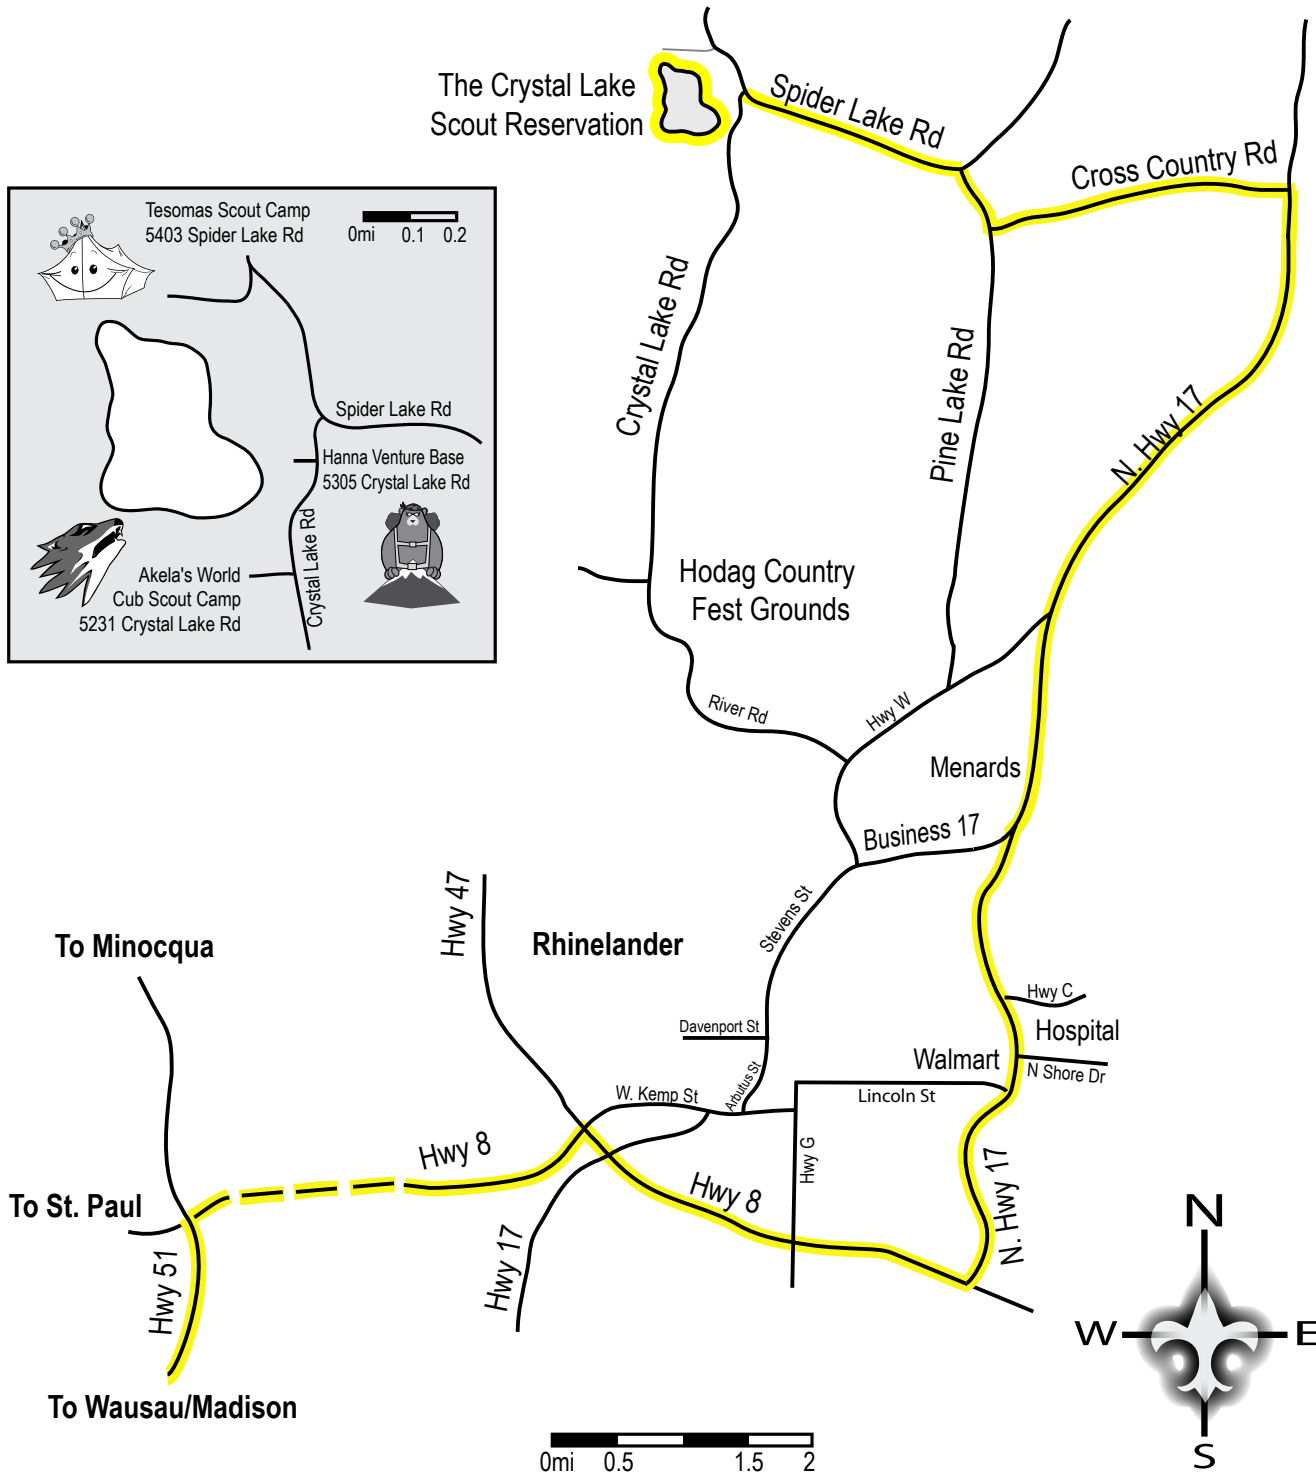 The Crystal Lake
Scout Reservation
Spider Lake Rd
Cross Country Rd
Tesomas Scout Camp
5403 Spider Lake Rd
0mi 0.1 0.2
Spider Lake Rd
Hanna Venture Base
5305 Crystal Lake Rd
Crystal Lake Rd
Akela's World
Cub Scout Camp
5231 Crystal Lake Rd
Crystal Lake Rd
Pine Lake Rd
N. Hwy 17
Hodag Country
Fest Grounds
River Rd
Hwy W
Menards
Business 17
Stevens St
Hwy 47
Rhinelander
To Minocqua
Hwy C
Hospital
Davenport St
Walmart
N Shore Dr
Arbutus St
W. Kemp St
Lincoln St
Hwy G
Hwy 8
Hwy 8
N. Hwy 17
To St. Paul
Hwy 51
Hwy 17
To Wausau/Madison
N
W E
S
0mi 0.5 1.5 2